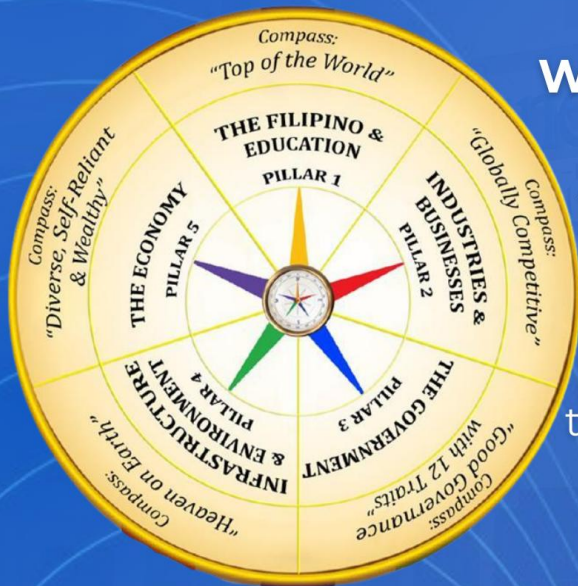 Compass:
"Top of the World"
THE FILIPINO &
EDUCATION
PILLAR 1
Compass:
"Globally Competitive"
INDUSTRIES &
BUSINESSES
PILLAR 2
Compass:
"Good Governance
with 12 Traits"
THE GOVERNMENT
PILLAR 3
Compass:
"Heaven on Earth"
INFRASTRUCTURE
& ENVIRONMENT
PILLAR 4
Compass:
"Diverse, Self-Reliant
& Wealthy"
THE ECONOMY
PILLAR 5
W
t